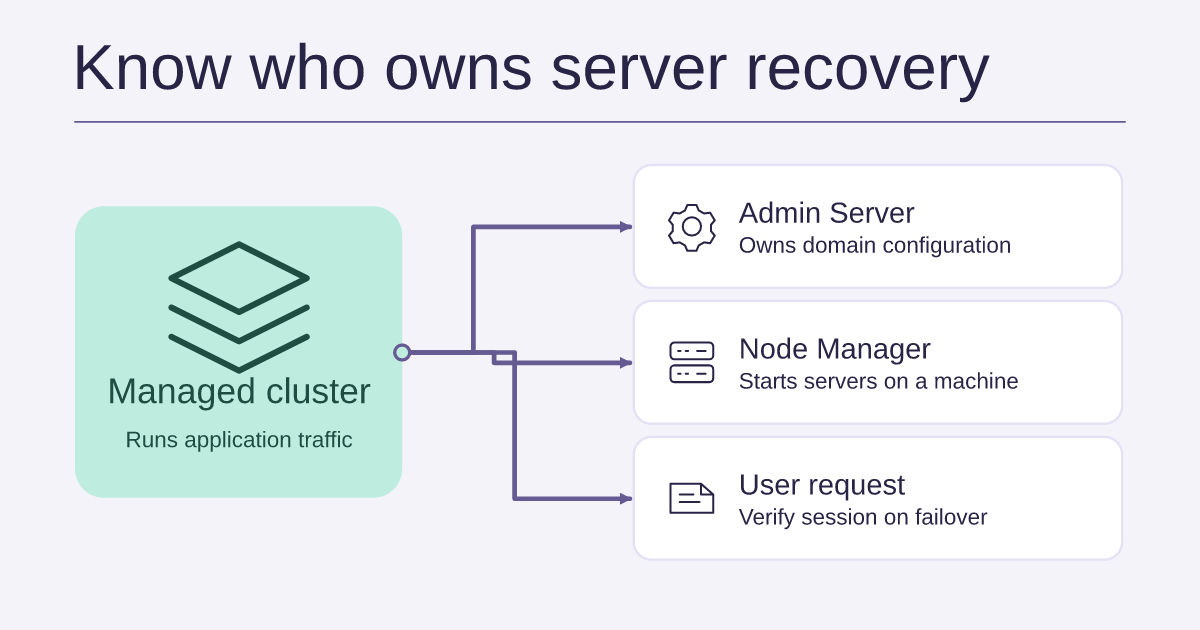 Know who owns server recovery
Managed cluster
Runs application traffic
Admin Server
Owns domain configuration
Node Manager
Starts servers on a machine
User request
Verify session on failover